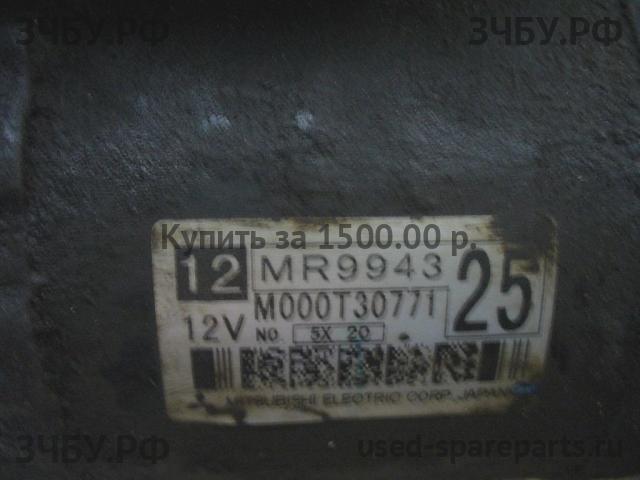 ЗЧБУ.РФ ЗЧБУ.РФ
Купить за 1500.00 р.
12 MR9943 25
M000T30771
12V NO. 5X 20
MITSUBISHI ELECTRIC CORP. JAPAN
ЗЧБУ.РФ used-spareparts.ru